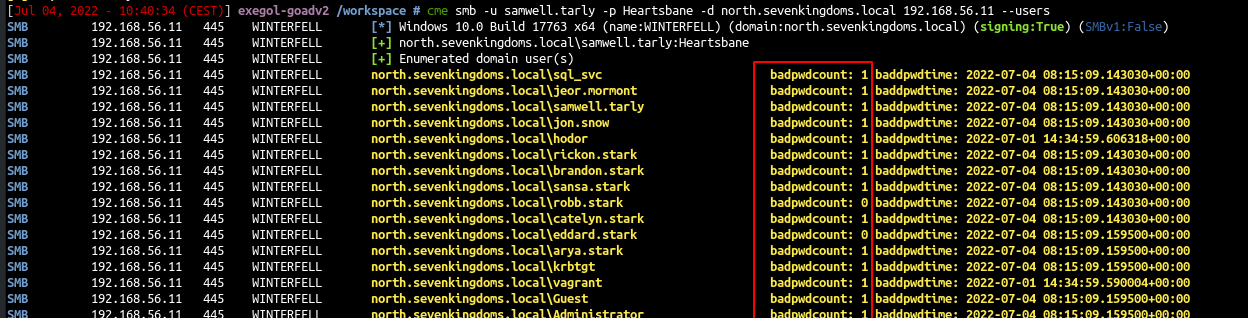 [Jul 04, 2022 - 10:40:34 (CEST)] exegol-goadv2 /workspace # cme smb -u samwell.tarly -p Heartsbane -d north.sevenkingdoms.local 192.168.56.11 --users
SMB 192.168.56.11 445 WINTERFELL [*] Windows 10.0 Build 17763 x64 (name:WINTERFELL) (domain:north.sevenkingdoms.local) (signing:True) (SMBv1:False)
SMB 192.168.56.11 445 WINTERFELL [+] north.sevenkingdoms.local\samwell.tarly:Heartsbane
SMB 192.168.56.11 445 WINTERFELL [+] Enumerated domain user(s)
SMB 192.168.56.11 445 WINTERFELL north.sevenkingdoms.local\sql_svc badpwdcount: 1 baddpwdtime: 2022-07-04 08:15:09.143030+00:00
SMB 192.168.56.11 445 WINTERFELL north.sevenkingdoms.local\jeor.mormont badpwdcount: 1 baddpwdtime: 2022-07-04 08:15:09.143030+00:00
SMB 192.168.56.11 445 WINTERFELL north.sevenkingdoms.local\samwell.tarly badpwdcount: 1 baddpwdtime: 2022-07-04 08:15:09.143030+00:00
SMB 192.168.56.11 445 WINTERFELL north.sevenkingdoms.local\jon.snow badpwdcount: 1 baddpwdtime: 2022-07-04 08:15:09.143030+00:00
SMB 192.168.56.11 445 WINTERFELL north.sevenkingdoms.local\hodor badpwdcount: 1 baddpwdtime: 2022-07-01 14:34:59.606318+00:00
SMB 192.168.56.11 445 WINTERFELL north.sevenkingdoms.local\rickon.stark badpwdcount: 1 baddpwdtime: 2022-07-04 08:15:09.143030+00:00
SMB 192.168.56.11 445 WINTERFELL north.sevenkingdoms.local\brandon.stark badpwdcount: 1 baddpwdtime: 2022-07-04 08:15:09.143030+00:00
SMB 192.168.56.11 445 WINTERFELL north.sevenkingdoms.local\sansa.stark badpwdcount: 1 baddpwdtime: 2022-07-04 08:15:09.143030+00:00
SMB 192.168.56.11 445 WINTERFELL north.sevenkingdoms.local\robb.stark badpwdcount: 0 baddpwdtime: 2022-07-04 08:15:09.143030+00:00
SMB 192.168.56.11 445 WINTERFELL north.sevenkingdoms.local\catelyn.stark badpwdcount: 1 baddpwdtime: 2022-07-04 08:15:09.143030+00:00
SMB 192.168.56.11 445 WINTERFELL north.sevenkingdoms.local\eddard.stark badpwdcount: 0 baddpwdtime: 2022-07-04 08:15:09.159500+00:00
SMB 192.168.56.11 445 WINTERFELL north.sevenkingdoms.local\arya.stark badpwdcount: 1 baddpwdtime: 2022-07-04 08:15:09.159500+00:00
SMB 192.168.56.11 445 WINTERFELL north.sevenkingdoms.local\krbtgt badpwdcount: 1 baddpwdtime: 2022-07-04 08:15:09.159500+00:00
SMB 192.168.56.11 445 WINTERFELL north.sevenkingdoms.local\vagrant badpwdcount: 1 baddpwdtime: 2022-07-01 14:34:59.590004+00:00
SMB 192.168.56.11 445 WINTERFELL north.sevenkingdoms.local\Guest badpwdcount: 1 baddpwdtime: 2022-07-04 08:15:09.159500+00:00
SMB 192.168.56.11 445 WINTERFELL north.sevenkingdoms.local\Administrator badpwdcount: 1 baddpwdtime: 2022-07-04 08:15:09.159500+00:00